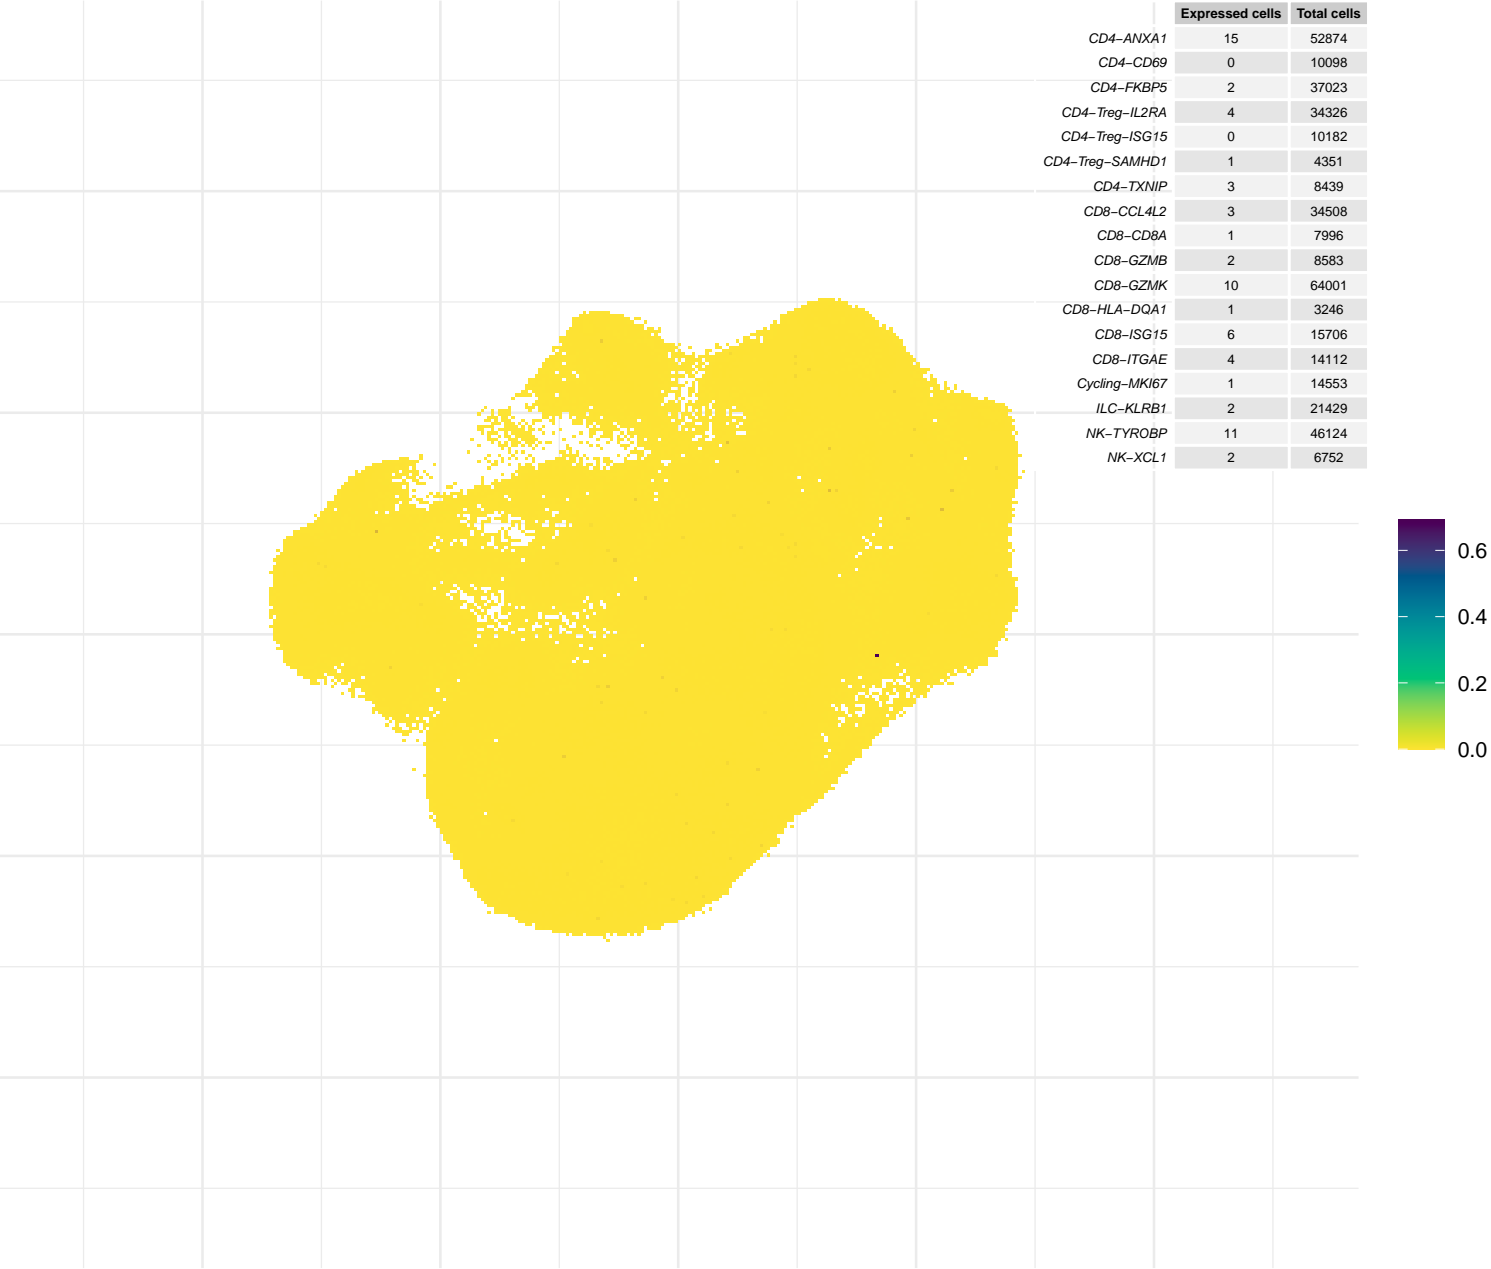 Expressed cells Total cells
CD4−ANXA1 15 52874
CD4−CD69 0 10098
CD4−FKBP5 2 37023
CD4−Treg−IL2RA 4 34326
CD4−Treg−ISG15 0 10182
CD4−Treg−SAMHD1 1 4351
CD4−TXNIP 3 8439
CD8−CCL4L2 3 34508
CD8−CD8A 1 7996
CD8−GZMB 2 8583
CD8−GZMK 10 64001
CD8−HLA−DQA1 1 3246
CD8−ISG15 6 15706
CD8−ITGAE 4 14112
Cycling−MKI67 1 14553
ILC−KLRB1 2 21429
NK−TYROBP 11 46124
NK−XCL1 2 6752
0.6
0.4
0.2
0.0